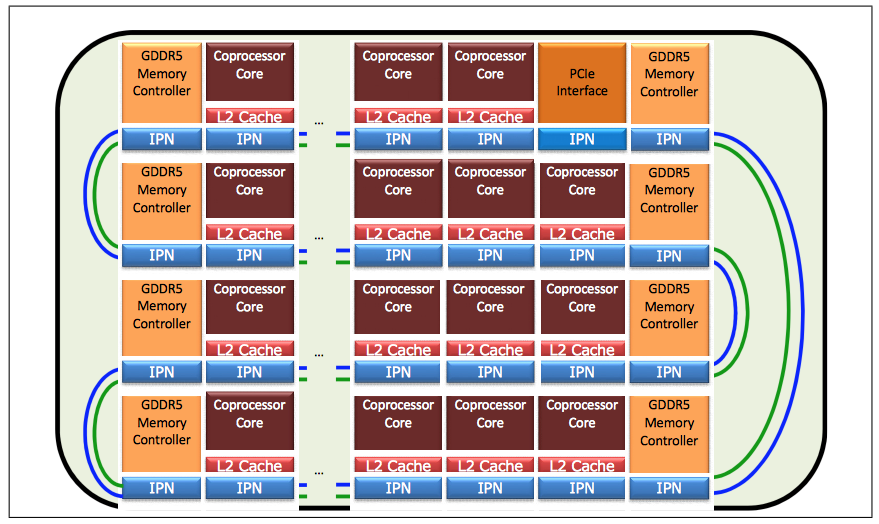 GDDR5 Memory Controller
Coprocessor Core
L2 Cache
...
Coprocessor Core
L2 Cache
Coprocessor Core
L2 Cache
PCIe Interface
GDDR5 Memory Controller
IPN IPN IPN IPN IPN IPN
GDDR5 Memory Controller
Coprocessor Core
L2 Cache
...
Coprocessor Core
L2 Cache
Coprocessor Core
L2 Cache
Coprocessor Core
L2 Cache
GDDR5 Memory Controller
IPN IPN IPN IPN IPN IPN
GDDR5 Memory Controller
Coprocessor Core
L2 Cache
...
Coprocessor Core
L2 Cache
Coprocessor Core
L2 Cache
Coprocessor Core
L2 Cache
GDDR5 Memory Controller
IPN IPN IPN IPN IPN IPN
GDDR5 Memory Controller
Coprocessor Core
L2 Cache
...
Coprocessor Core
L2 Cache
Coprocessor Core
L2 Cache
Coprocessor Core
L2 Cache
GDDR5 Memory Controller
IPN IPN IPN IPN IPN IPN